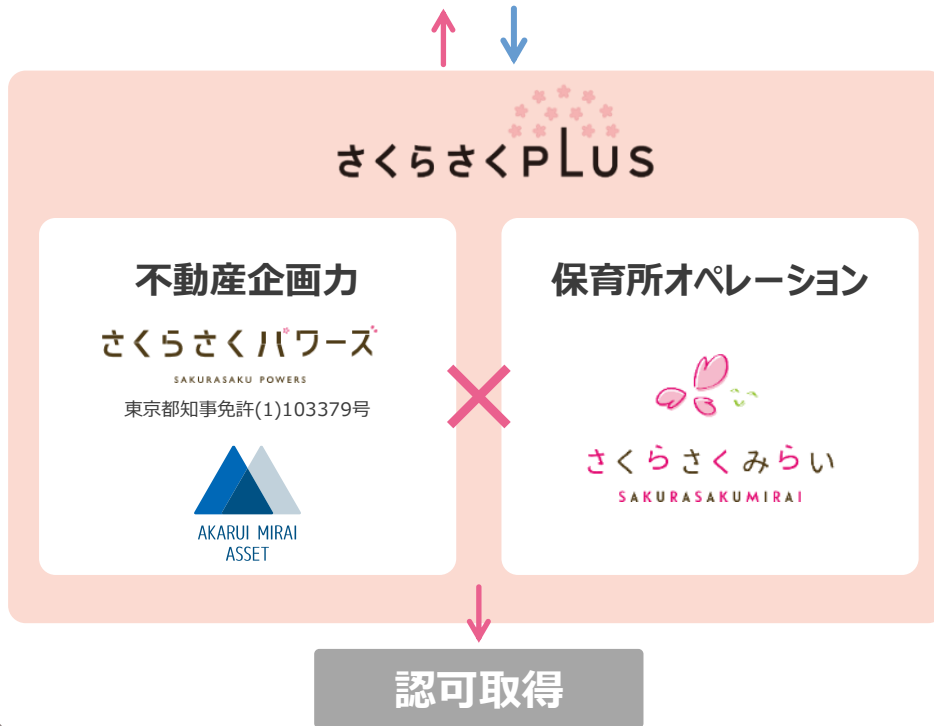 さくらさくPLUS
不動産企画力
さくらさくパワーズ
SAKURASAKU POWERS
東京都知事免許(1)103379号
AKARUI MIRAI
ASSET
保育所オペレーション
さくらさくみらい
SAKURASAKUMIRAI
認可取得